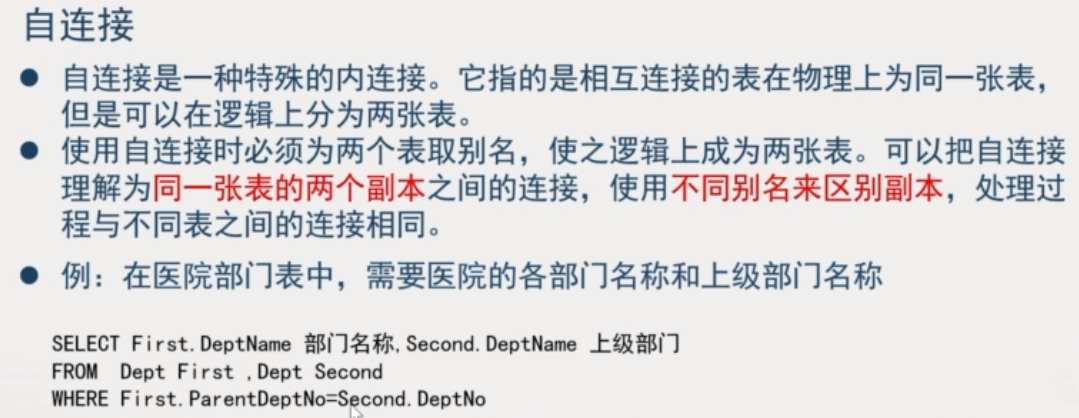 自连接
● 自连接是一种特殊的内连接。它指的是相互连接的表在物理上为同一张表，
但是可以在逻辑上分为两张表。
● 使用自连接时必须为两个表取别名，使之逻辑上成为两张表。可以把自连接
理解为同一张表的两个副本之间的连接，使用不同别名来区别副本，处理过
程与不同表之间的连接相同。
● 例：在医院部门表中，需要医院的各部门名称和上级部门名称
SELECT First.DeptName 部门名称,Second.DeptName 上级部门
FROM  Dept First ,Dept Second
WHERE First.ParentDeptNo=Second.DeptNo